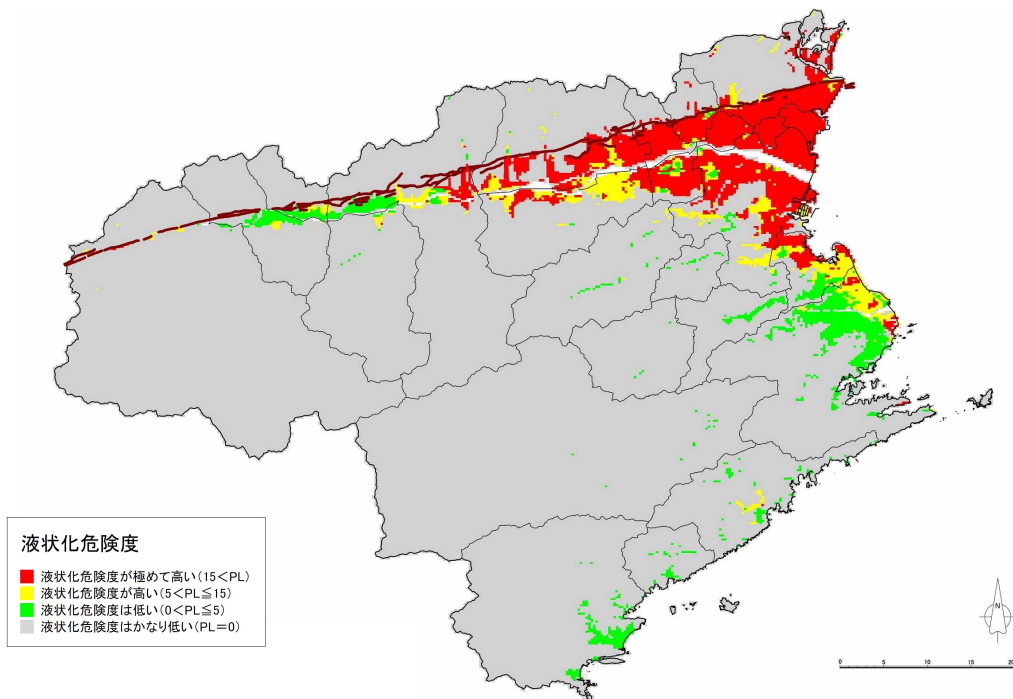 液状化危険度
液状化危険度が極めて高い(15<PL)
液状化危険度が高い(5<PL≦15)
液状化危険度は低い(0<PL≦5)
液状化危険度はかなり低い(PL=0)
N
0 5 10 15 20